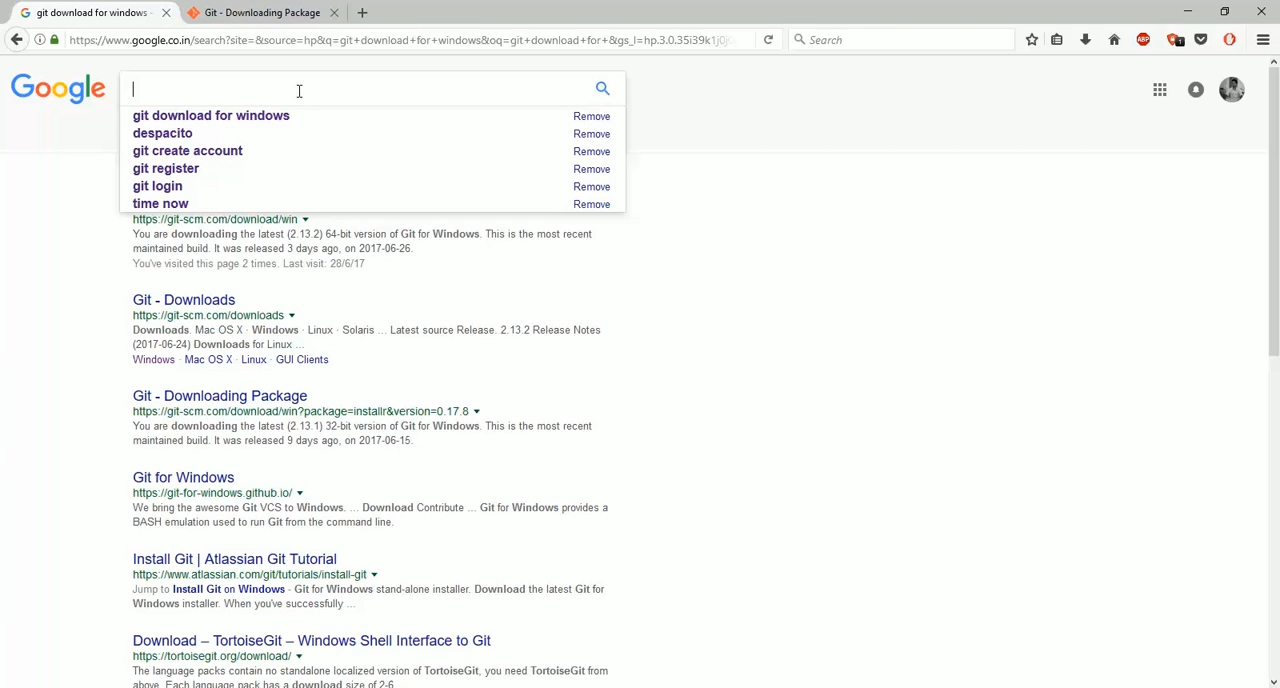 git download for windows -
Git - Downloading Package
https://www.google.co.in/search?site=&source=hp&q=git+download+for+windows&oq=git+download+for+&gs_l=hp.3.0.35i39k1j0j0
Search
ABP
1
Google
git download for windows Remove
despacito Remove
git create account Remove
git register Remove
git login Remove
time now Remove
https://git-scm.com/download/win
You are downloading the latest (2.13.2) 64-bit version of Git for Windows. This is the most recent
maintained build. It was released 3 days ago, on 2017-06-26.
You've visited this page 2 times. Last visit: 28/6/17
Git - Downloads
https://git-scm.com/downloads
Downloads. Mac OS X · Windows · Linux · Solaris ... Latest source Release. 2.13.2 Release Notes
(2017-06-24) Downloads for Linux ...
Windows · Mac OS X · Linux · GUI Clients
Git - Downloading Package
https://git-scm.com/download/win?package=installr&version=0.17.8
You are downloading the latest (2.13.1) 32-bit version of Git for Windows. This is the most recent
maintained build. It was released 9 days ago, on 2017-06-15.
Git for Windows
https://git-for-windows.github.io/
We bring the awesome Git VCS to Windows. ... Download Contribute ... Git for Windows provides a
BASH emulation used to run Git from the command line.
Install Git | Atlassian Git Tutorial
https://www.atlassian.com/git/tutorials/install-git
Jump to Install Git on Windows - Git for Windows stand-alone installer. Download the latest Git for
Windows installer. When you've successfully ...
Download – TortoiseGit – Windows Shell Interface to Git
https://tortoisegit.org/download/
The language packs contain no standalone localized version of TortoiseGit, you need TortoiseGit from
above. Each language pack has a download size of 2-6